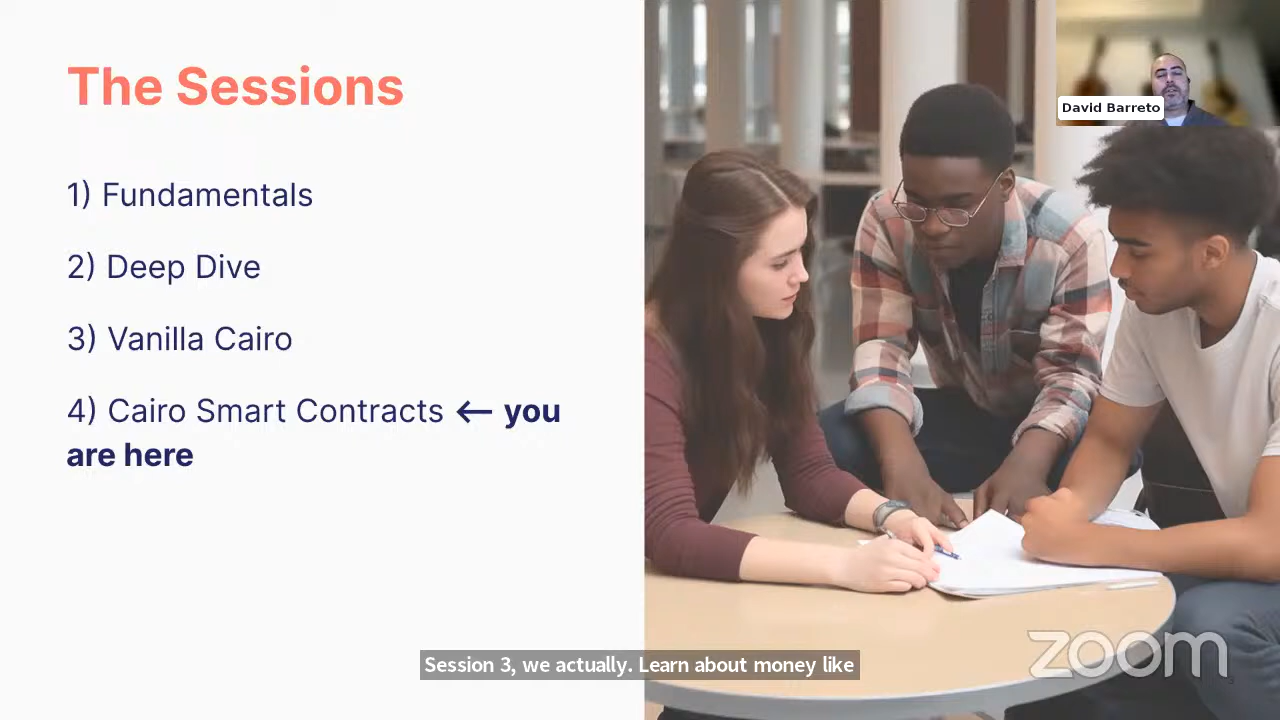 The Sessions
David Barreto
1) Fundamentals
2) Deep Dive
3) Vanilla Cairo
4) Cairo Smart Contracts ← you
are here
Session 3, we actually. Learn about money like
zoom